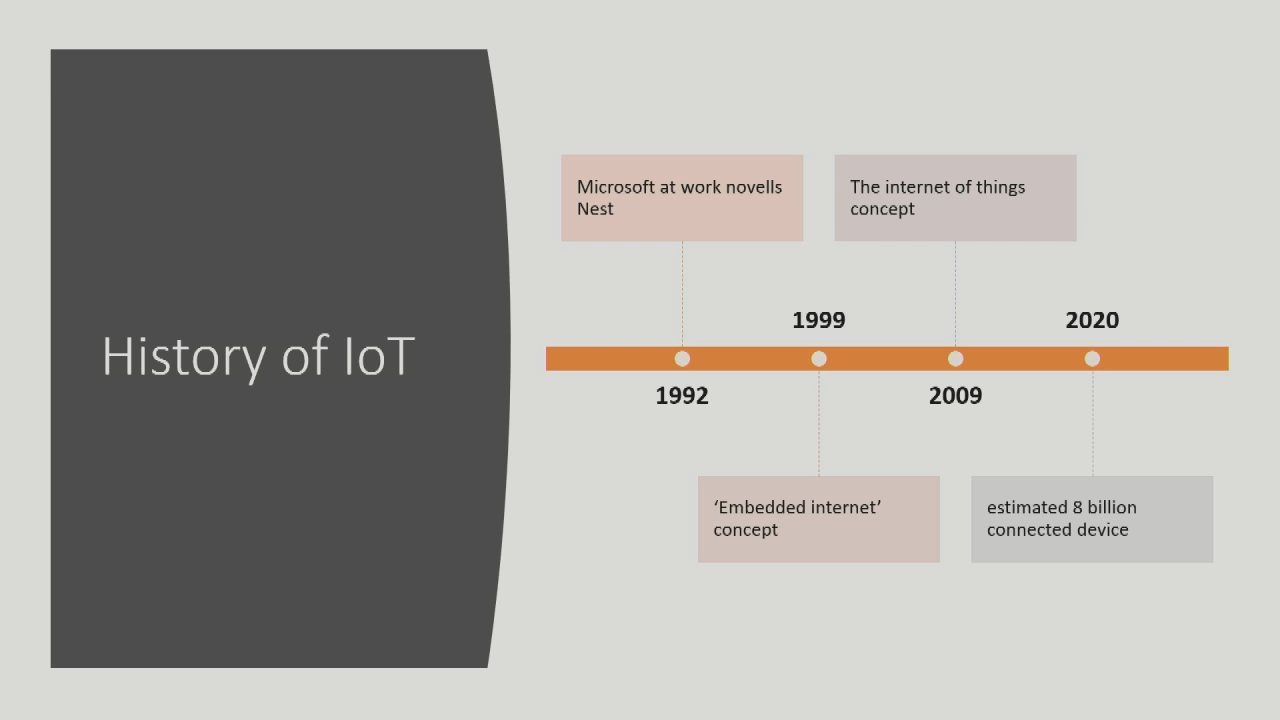 History of IoT
Microsoft at work novells
Nest
The internet of things
concept
1999
2020
1992
2009
‘Embedded internet’
concept
estimated 8 billion
connected device